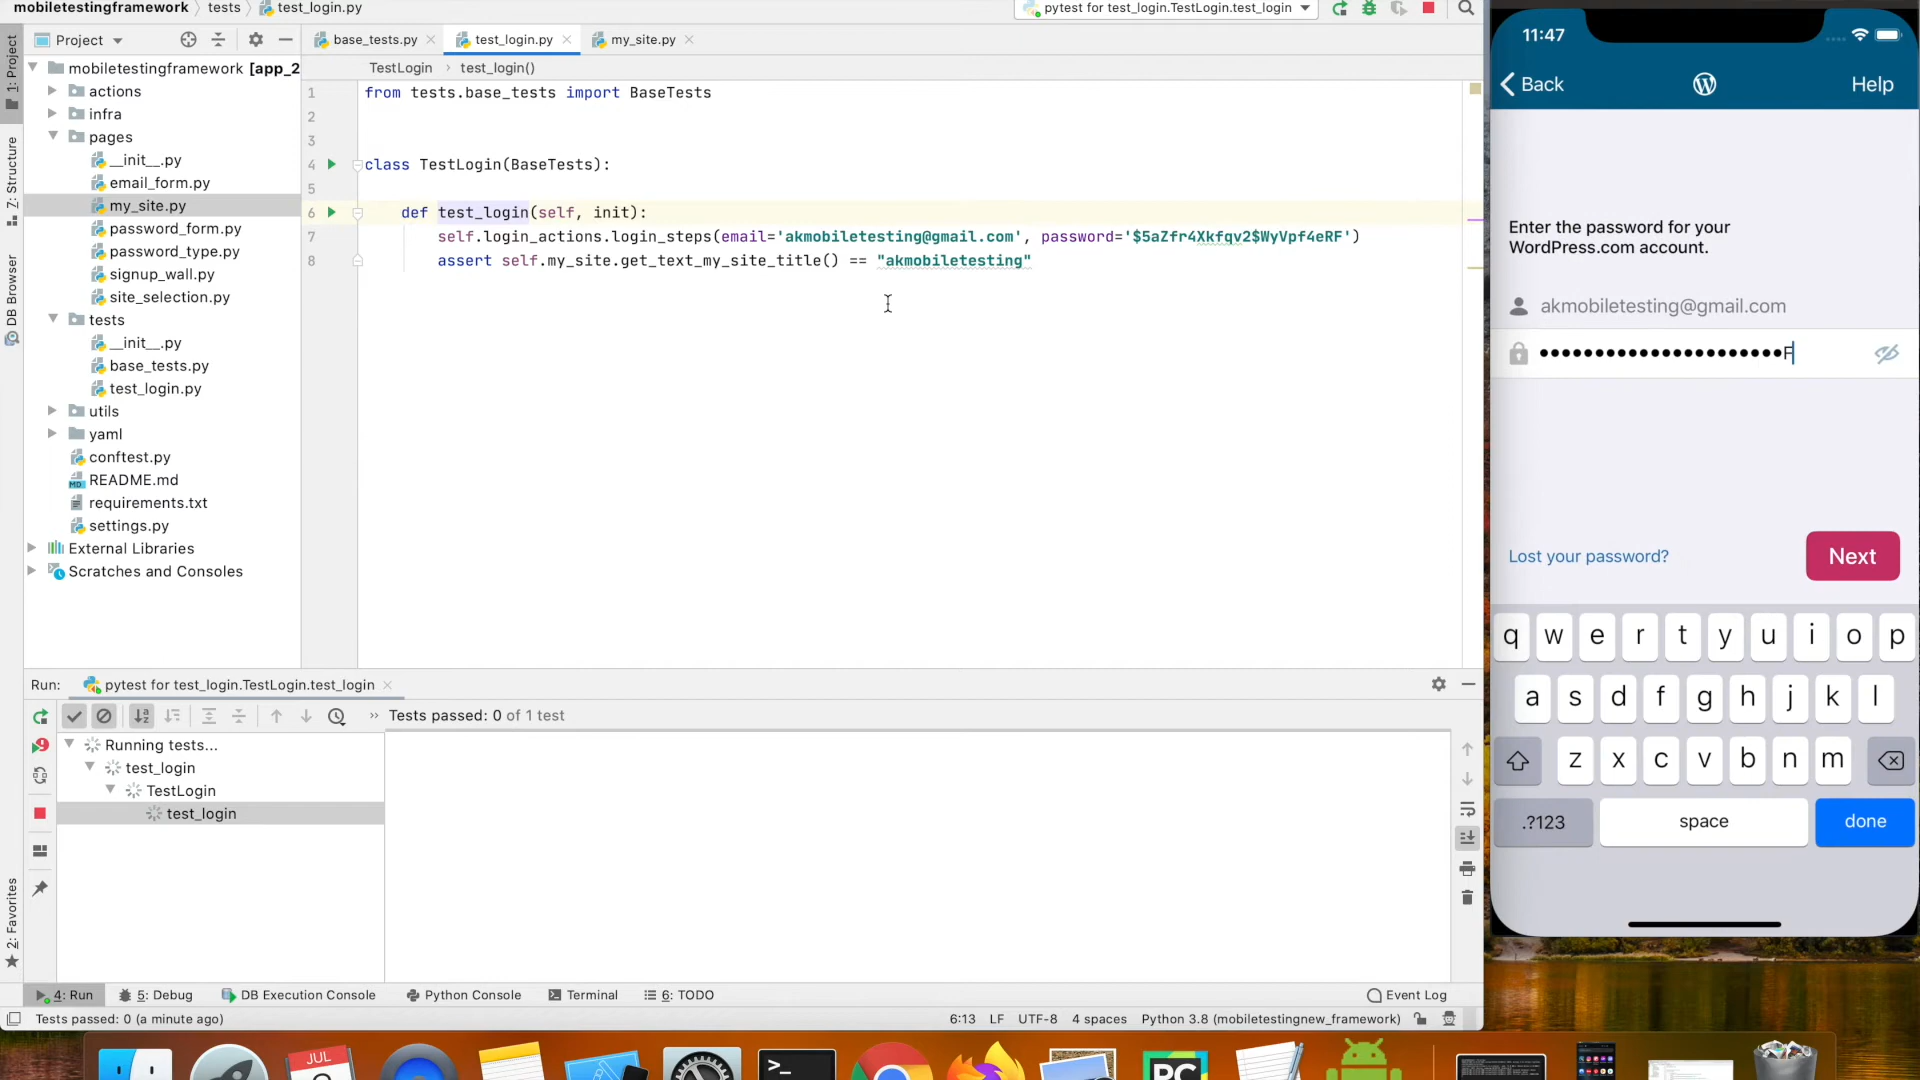 mobiletestingframework > tests > test_login.py
pytest for test_login.TestLogin.test_login
Project
base_tests.py
test_login.py
my_site.py
TestLogin > test_login()
1: Project
Z: Structure
DB Browser
2: Favorites
mobiletestingframework [app_2
actions
infra
pages
__init__.py
email_form.py
my_site.py
password_form.py
password_type.py
signup_wall.py
site_selection.py
tests
__init__.py
base_tests.py
test_login.py
utils
yaml
conftest.py
README.md
requirements.txt
settings.py
External Libraries
Scratches and Consoles
1 from tests.base_tests import BaseTests
2
3
4 class TestLogin(BaseTests):
5
6 def test_login(self, init):
7 self.login_actions.login_steps(email='akmobiletesting@gmail.com', password='$5aZfr4Xkfqv2$WyVpf4eRF')
8 assert self.my_site.get_text_my_site_title() == "akmobiletesting"
Run: pytest for test_login.TestLogin.test_login
Tests passed: 0 of 1 test
Running tests...
test_login
TestLogin
test_login
4: Run
5: Debug
DB Execution Console
Python Console
Terminal
6: TODO
Event Log
Tests passed: 0 (a minute ago)
6:13 LF UTF-8 4 spaces Python 3.8 (mobiletestingnew_framework)
11:47
Back
Help
Enter the password for your
WordPress.com account.
akmobiletesting@gmail.com
••••••••••••••••••••••F
Lost your password?
Next
q w e r t y u i o p
a s d f g h j k l
z x c v b n m
.?123 space done
JUL
>_
PC